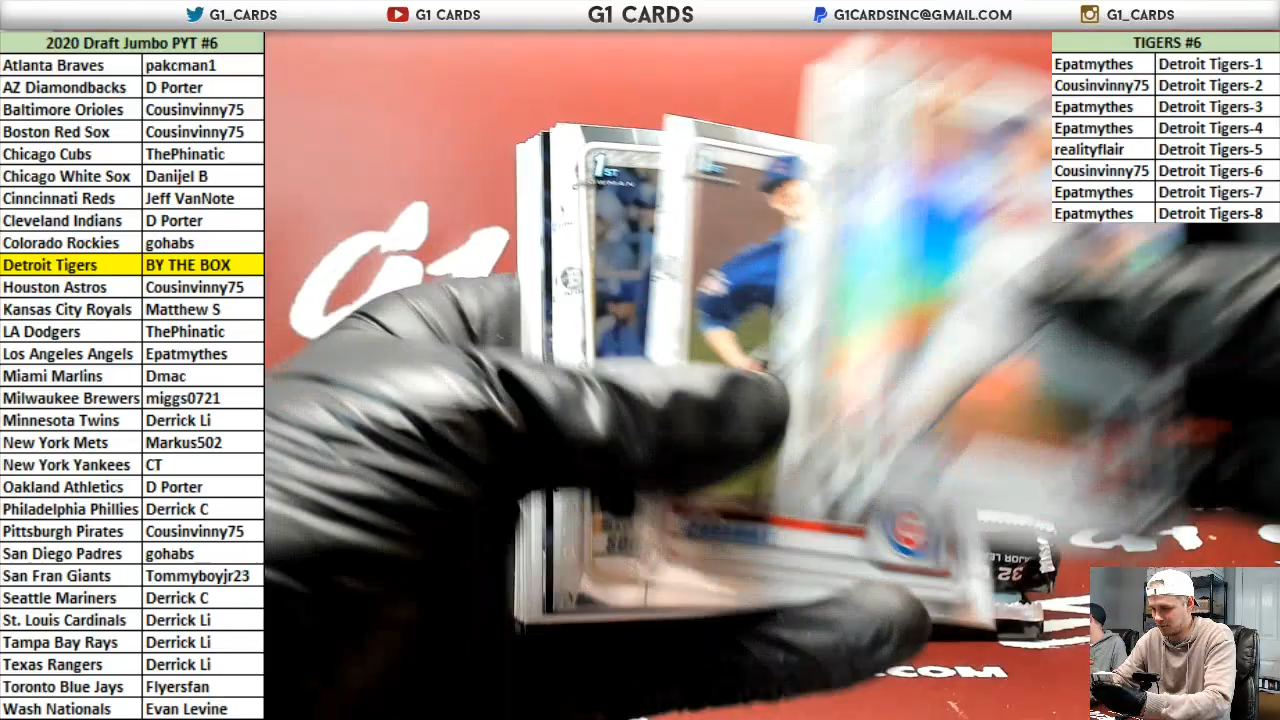 G1_CARDS
G1 CARDS
G1 CARDS
G1CARDSINC@GMAIL.COM
G1_CARDS
2020 Draft Jumbo PYT #6
Atlanta Braves pakcman1
AZ Diamondbacks D Porter
Baltimore Orioles Cousinvinny75
Boston Red Sox Cousinvinny75
Chicago Cubs ThePhinatic
Chicago White Sox Danijel B
Cinncinnati Reds Jeff VanNote
Cleveland Indians D Porter
Colorado Rockies gohabs
Detroit Tigers BY THE BOX
Houston Astros Cousinvinny75
Kansas City Royals Matthew S
LA Dodgers ThePhinatic
Los Angeles Angels Epatmythes
Miami Marlins Dmac
Milwaukee Brewers miggs0721
Minnesota Twins Derrick Li
New York Mets Markus502
New York Yankees CT
Oakland Athletics D Porter
Philadelphia Phillies Derrick C
Pittsburgh Pirates Cousinvinny75
San Diego Padres gohabs
San Fran Giants Tommyboyjr23
Seattle Mariners Derrick C
St. Louis Cardinals Derrick Li
Tampa Bay Rays Derrick Li
Texas Rangers Derrick Li
Toronto Blue Jays Flyersfan
Wash Nationals Evan Levine
TIGERS #6
Epatmythes Detroit Tigers-1
Cousinvinny75 Detroit Tigers-2
Epatmythes Detroit Tigers-3
Epatmythes Detroit Tigers-4
realityflair Detroit Tigers-5
Cousinvinny75 Detroit Tigers-6
Epatmythes Detroit Tigers-7
Epatmythes Detroit Tigers-8
1ST
BOWMAN
32
.COM